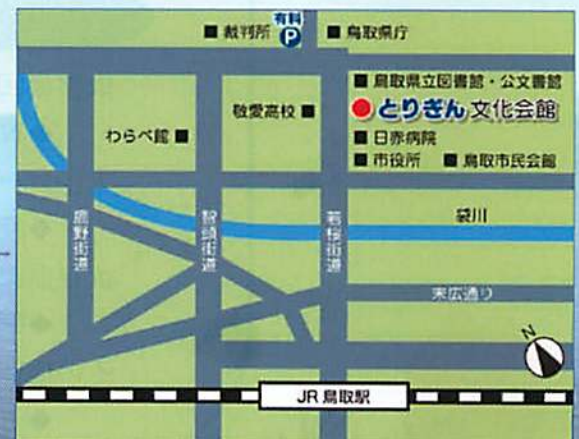 有料
P
■ 裁判所
■ 鳥取県庁
■ 鳥取県立図書館・公文書館
敬愛高校 ■
● とりぎん 文化会館
わらべ館 ■
■ 日赤病院
■ 市役所 ■ 鳥取市民会館
鹿野街道
智頭街道
若桜街道
袋川
末広通り
N
JR 鳥取駅